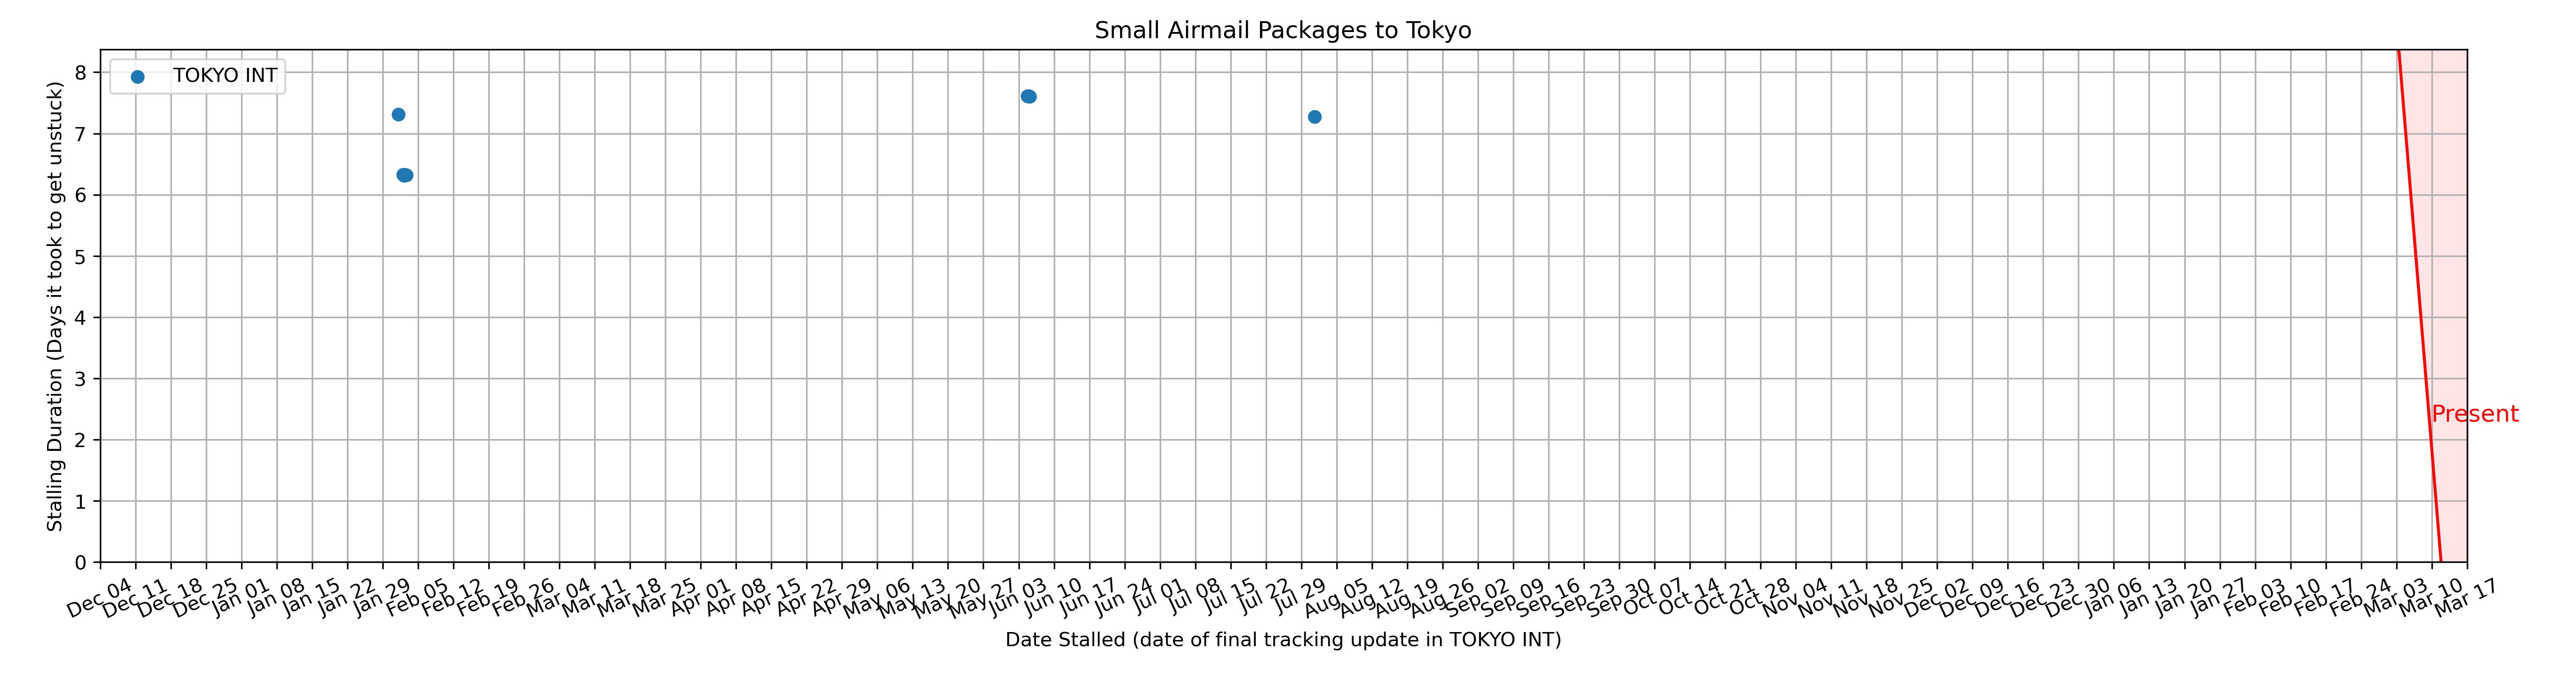 Small Airmail Packages to Tokyo
TOKYO INT
Stalling Duration (Days it took to get unstuck)
8
7
6
5
4
3
2
1
0
Present
Dec 04
Dec 11
Dec 18
Dec 25
Jan 01
Jan 08
Jan 15
Jan 22
Jan 29
Feb 05
Feb 12
Feb 19
Feb 26
Mar 04
Mar 11
Mar 18
Mar 25
Apr 01
Apr 08
Apr 15
Apr 22
Apr 29
May 06
May 13
May 20
May 27
Jun 03
Jun 10
Jun 17
Jun 24
Jul 01
Jul 08
Jul 15
Jul 22
Jul 29
Aug 05
Aug 12
Aug 19
Aug 26
Sep 02
Sep 09
Sep 16
Sep 23
Sep 30
Oct 07
Oct 14
Oct 21
Oct 28
Nov 04
Nov 11
Nov 18
Nov 25
Dec 02
Dec 09
Dec 16
Dec 23
Dec 30
Jan 06
Jan 13
Jan 20
Jan 27
Feb 03
Feb 10
Feb 17
Feb 24
Mar 03
Mar 10
Mar 17
Date Stalled (date of final tracking update in TOKYO INT)